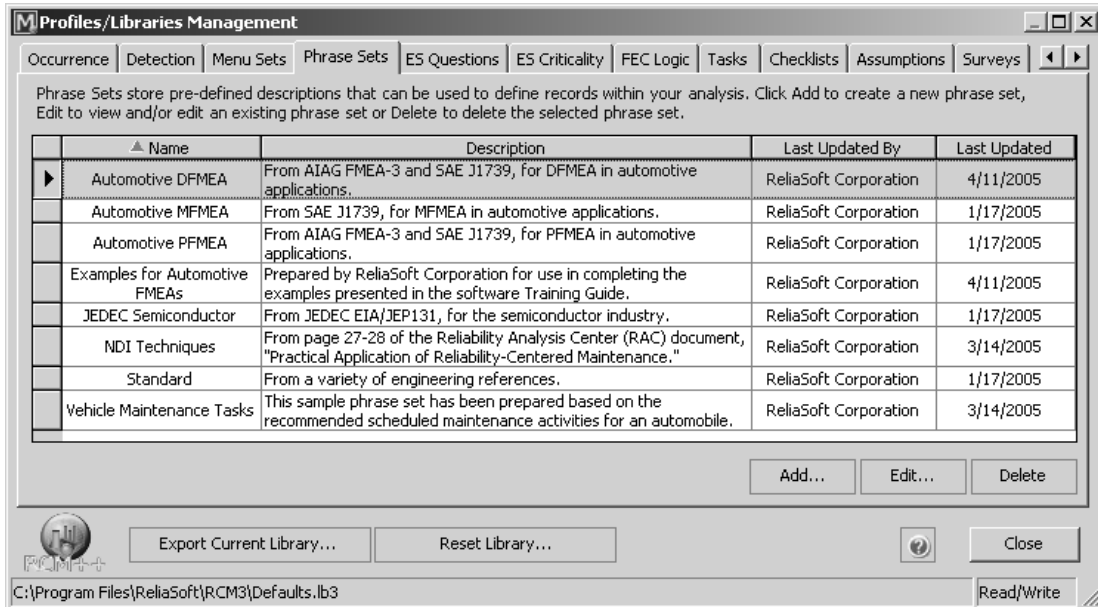 Profiles/Libraries Management
Occurrence Detection Menu Sets Phrase Sets ES Questions ES Criticality FEC Logic Tasks Checklists Assumptions Surveys
Phrase Sets store pre-defined descriptions that can be used to define records within your analysis. Click Add to create a new phrase set,
Edit to view and/or edit an existing phrase set or Delete to delete the selected phrase set.
Name Description Last Updated By Last Updated
Automotive DFMEA From AIAG FMEA-3 and SAE J1739, for DFMEA in automotive
applications. ReliaSoft Corporation 4/11/2005
Automotive MFMEA From SAE J1739, for MFMEA in automotive applications. ReliaSoft Corporation 1/17/2005
Automotive PFMEA From AIAG FMEA-3 and SAE J1739, for PFMEA in automotive
applications. ReliaSoft Corporation 1/17/2005
Examples for Automotive Prepared by ReliaSoft Corporation for use in completing the
FMEAs examples presented in the software Training Guide. ReliaSoft Corporation 4/11/2005
JEDEC Semiconductor From JEDEC EIA/JEP131, for the semiconductor industry. ReliaSoft Corporation 1/17/2005
NDI Techniques From page 27-28 of the Reliability Analysis Center (RAC) document,
"Practical Application of Reliability-Centered Maintenance." ReliaSoft Corporation 3/14/2005
Standard From a variety of engineering references. ReliaSoft Corporation 1/17/2005
Vehicle Maintenance Tasks This sample phrase set has been prepared based on the
recommended scheduled maintenance activities for an automobile. ReliaSoft Corporation 3/14/2005
Add... Edit... Delete
RCM++ Export Current Library... Reset Library... ? Close
C:\Program Files\ReliaSoft\RCM3\Defaults.lb3 Read/Write